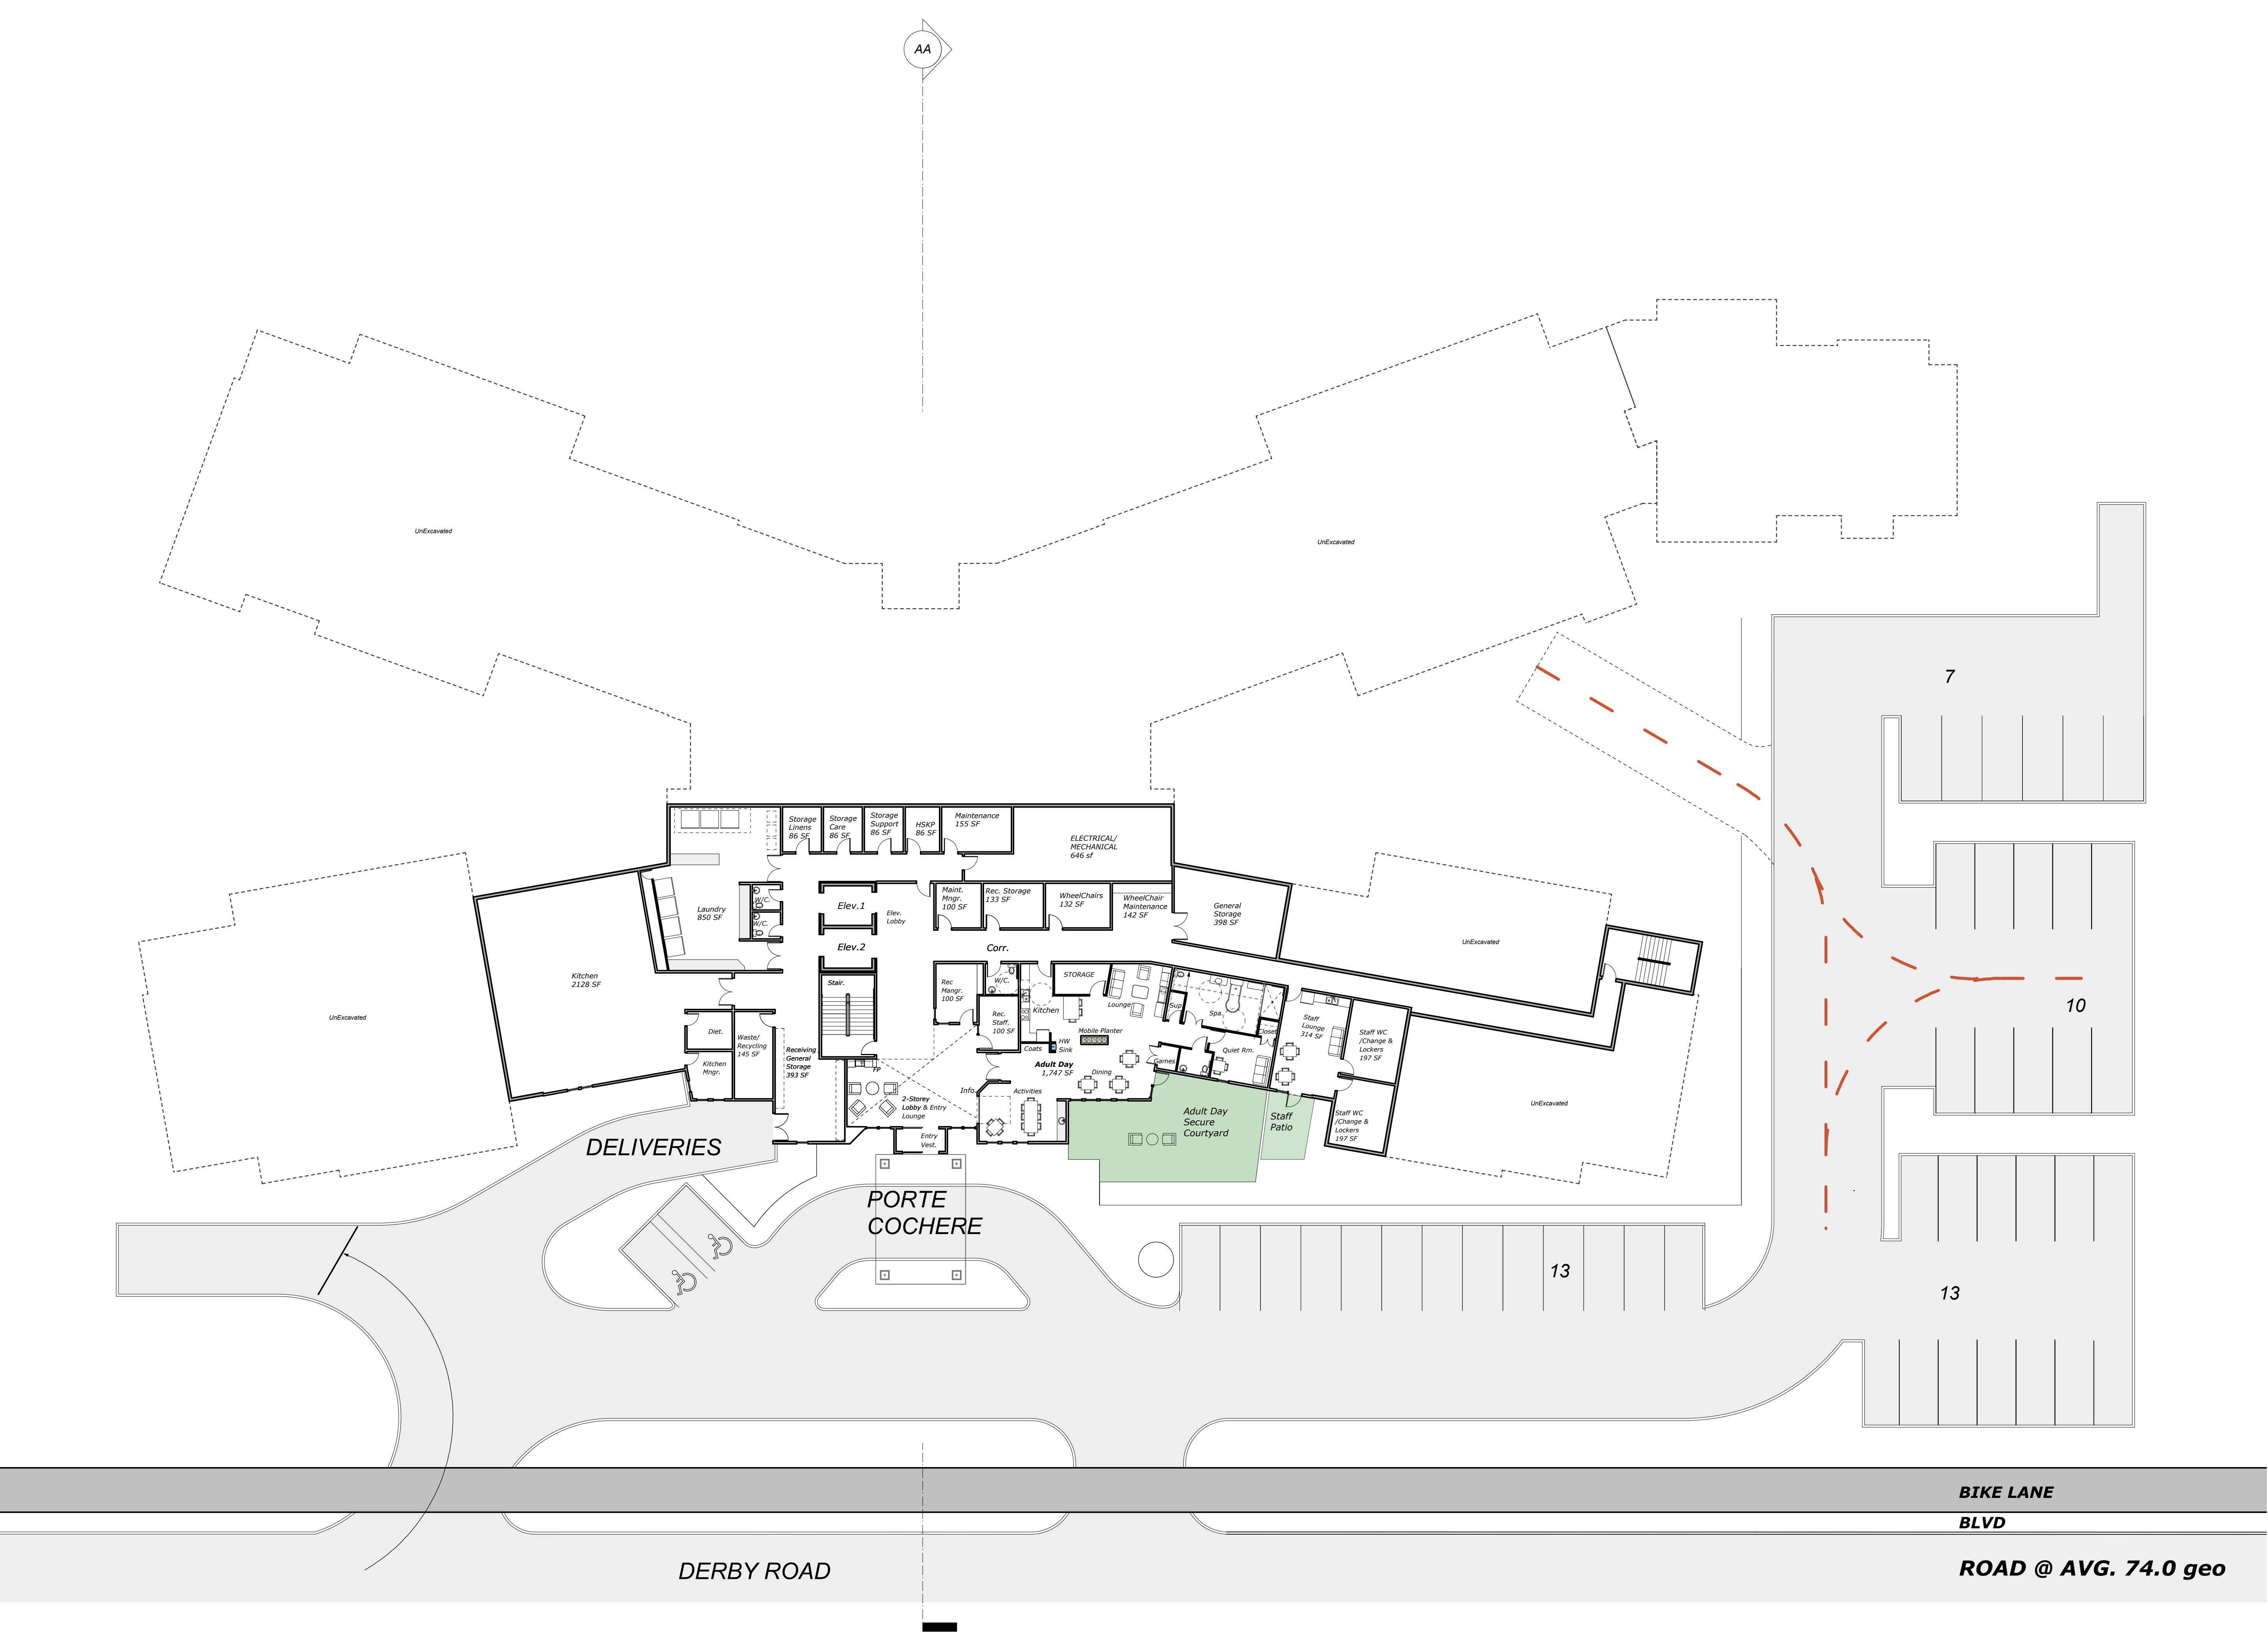 AA
UnExcavated
UnExcavated
7
Storage
Linens
86 SF
Storage
Care
86 SF
Storage
Support
86 SF
HSKP
86 SF
Maintenance
155 SF
ELECTRICAL/
MECHANICAL
646 sf
Laundry
850 SF
W/C.
W/C.
Elev.1
Elev.2
Elev.
Lobby
Maint.
Mngr.
100 SF
Rec. Storage
133 SF
WheelChairs
132 SF
WheelChair
Maintenance
142 SF
General
Storage
398 SF
UnExcavated
Corr.
Kitchen
2128 SF
Stair.
Rec
Mangr.
100 SF
W/C.
STORAGE
Kitchen
Lounge
Sup
Spa.
Closet
Staff
Lounge
314 SF
Staff WC
/Change &
Lockers
197 SF
10
UnExcavated
Diet.
Waste/
Recycling
145 SF
Kitchen
Mngr.
Receiving
General
Storage
393 SF
Rec.
Staff.
100 SF
Coats
HW
Sink
Mobile Planter
Adult Day
1,747 SF
Dining
Games
Quiet Rm.
FP
Info.
Activities
2-Storey
Lobby & Entry
Lounge
Entry
Vest.
Adult Day
Secure
Courtyard
Staff
Patio
Staff WC
/Change &
Lockers
197 SF
UnExcavated
DELIVERIES
PORTE
COCHERE
13
13
BIKE LANE
BLVD
DERBY ROAD
ROAD @ AVG. 74.0 geo